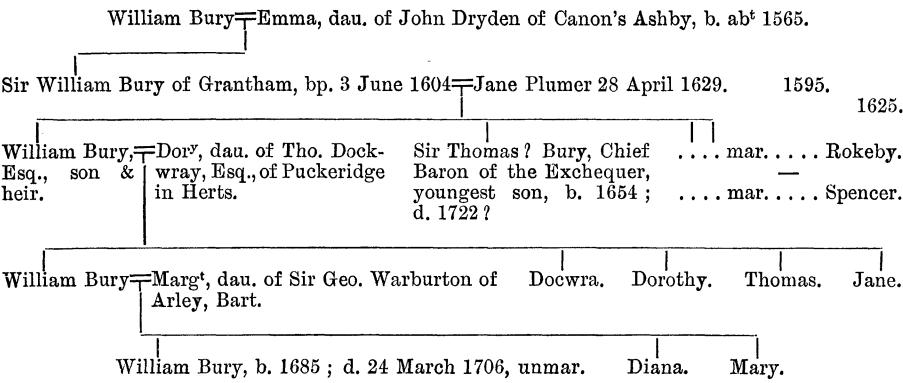 William Bury=Emma, dau. of John Dryden of Canon's Ashby, b. abᵗ 1565.
Sir William Bury of Grantham, bp. 3 June 1604=Jane Plumer 28 April 1629. 1595.
1625.
William Bury,=Dorʸ, dau. of Tho. Dock- Sir Thomas? Bury, Chief .... mar..... Rokeby.
Esq., son & wray, Esq., of Puckeridge Baron of the Exchequer, —
heir. in Herts. youngest son, b. 1654; .... mar..... Spencer.
d. 1722?
William Bury=Margᵗ, dau. of Sir Geo. Warburton of Docwra. Dorothy. Thomas. Jane.
Arley, Bart.
William Bury, b. 1685; d. 24 March 1706, unmar. Diana. Mary.